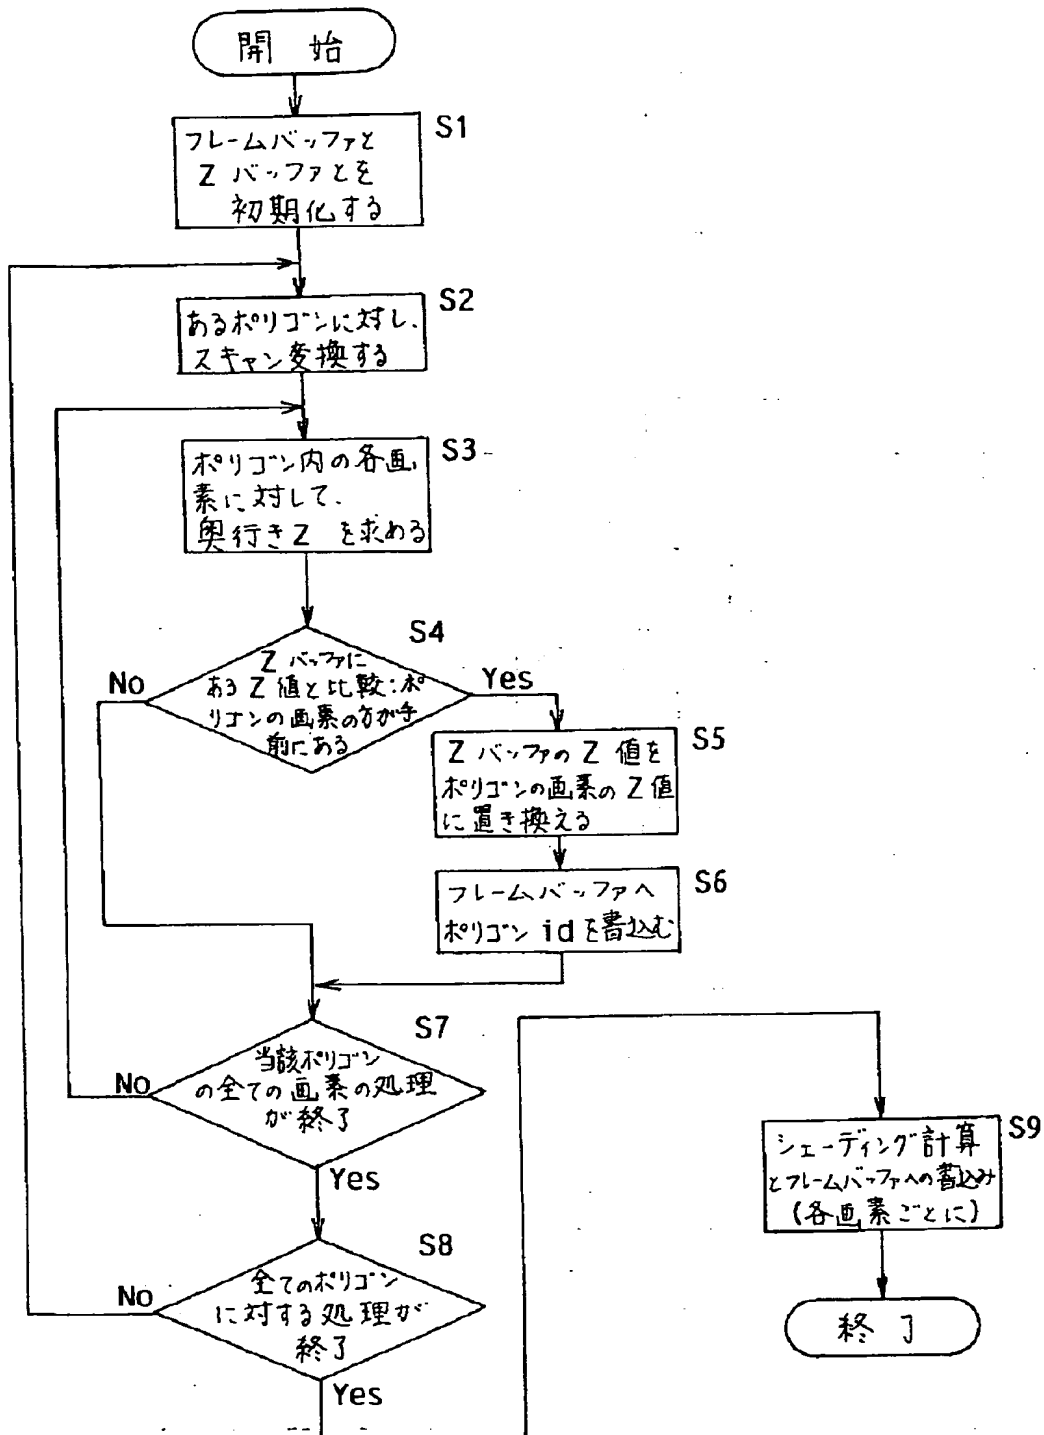 開始
S1
フレームバッファと
Z バッファとを
初期化する
S2
あるポリゴンに対し、
スキャン変換する
S3
ポリゴン内の各画
素に対して、
奥行きZ を求める
S4
Z バッファに
ある Z 値と比較:ポ
リゴンの画素の方が手
前にある
No
Yes
S5
Z バッファの Z 値を
ポリゴンの画素の Z 値
に置き換える
S6
フレームバッファへ
ポリゴン idを書込む
S7
当該ポリゴン
の全ての画素の処理
が終了
No
Yes
S8
全てのポリゴン
に対する処理が
終了
No
Yes
S9
シェーディング計算
とフレームバッファへの書込み
(各画素ごとに)
終了